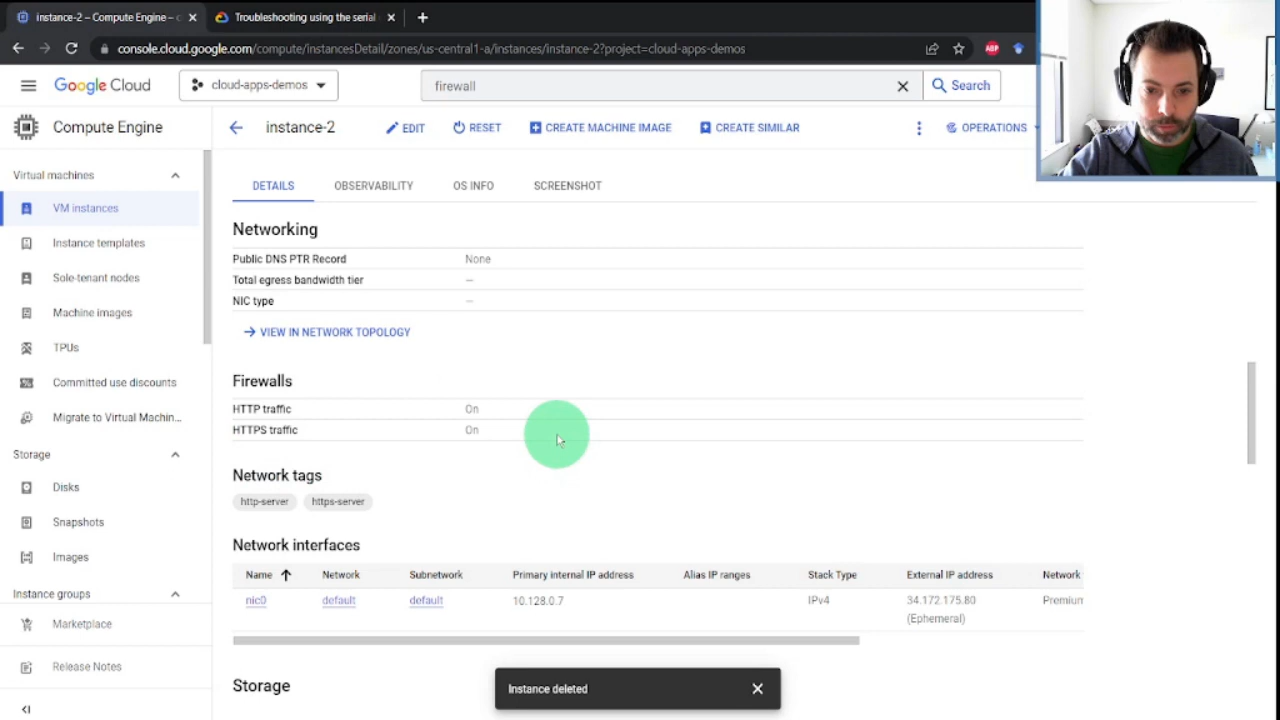 instance-2 – Compute Engine – c
Troubleshooting using the serial
console.cloud.google.com/compute/instancesDetail/zones/us-central1-a/instances/instance-2?project=cloud-apps-demos
ABP
Google Cloud
cloud-apps-demos
firewall
Search
Compute Engine
instance-2
EDIT
RESET
CREATE MACHINE IMAGE
CREATE SIMILAR
OPERATIONS
Virtual machines
VM instances
Instance templates
Sole-tenant nodes
Machine images
TPUs
Committed use discounts
Migrate to Virtual Machin...
Storage
Disks
Snapshots
Images
Instance groups
Marketplace
Release Notes
DETAILS
OBSERVABILITY
OS INFO
SCREENSHOT
Networking
Public DNS PTR Record None
Total egress bandwidth tier —
NIC type —
VIEW IN NETWORK TOPOLOGY
Firewalls
HTTP traffic On
HTTPS traffic On
Network tags
http-server https-server
Network interfaces
Name Network Subnetwork Primary internal IP address Alias IP ranges Stack Type External IP address Network
nic0 default default 10.128.0.7 IPv4 34.172.175.80 Premium
(Ephemeral)
Storage
Instance deleted